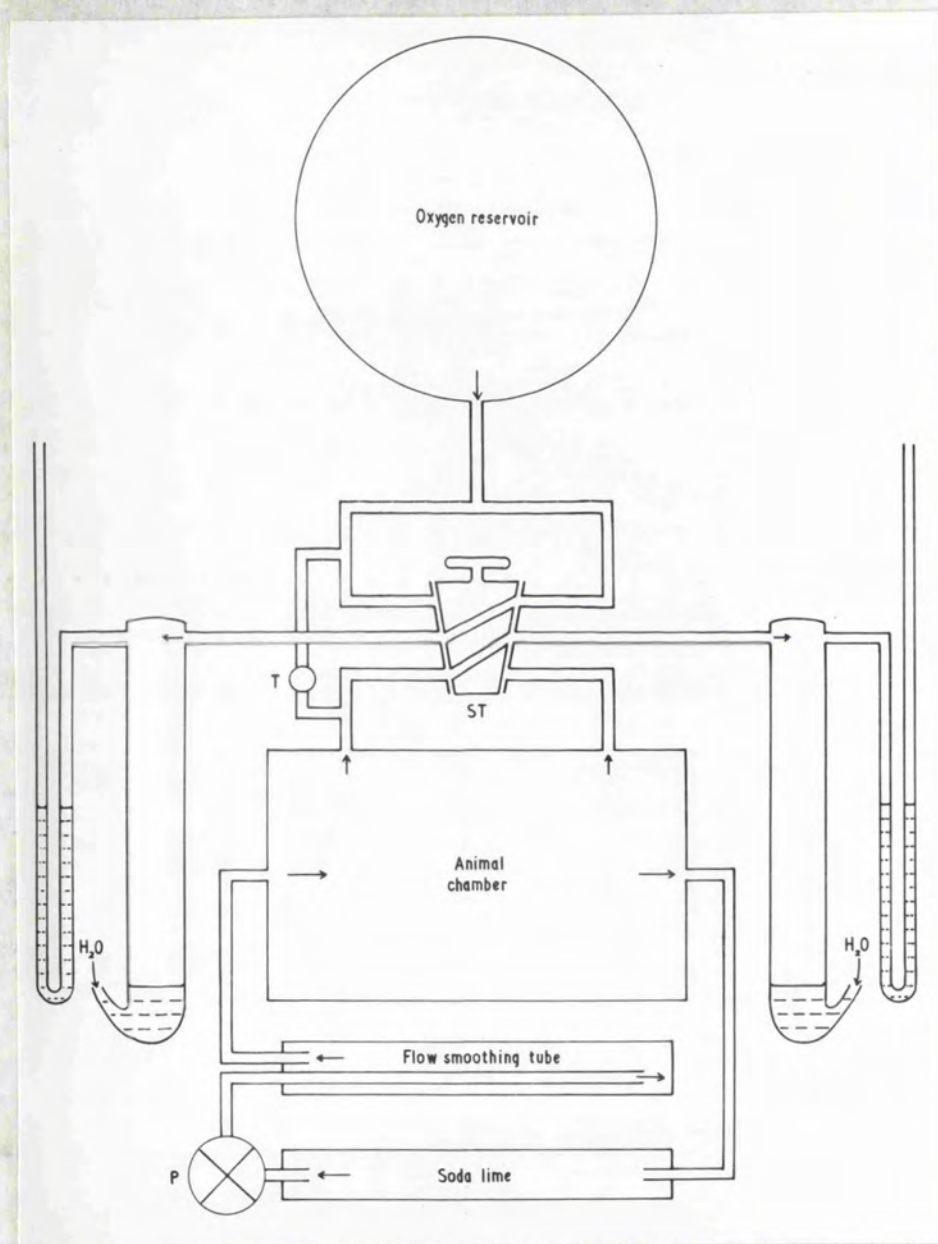 Oxygen reservoir
T
ST
Animal
chamber
H₂O
H₂O
Flow smoothing tube
P
Soda lime